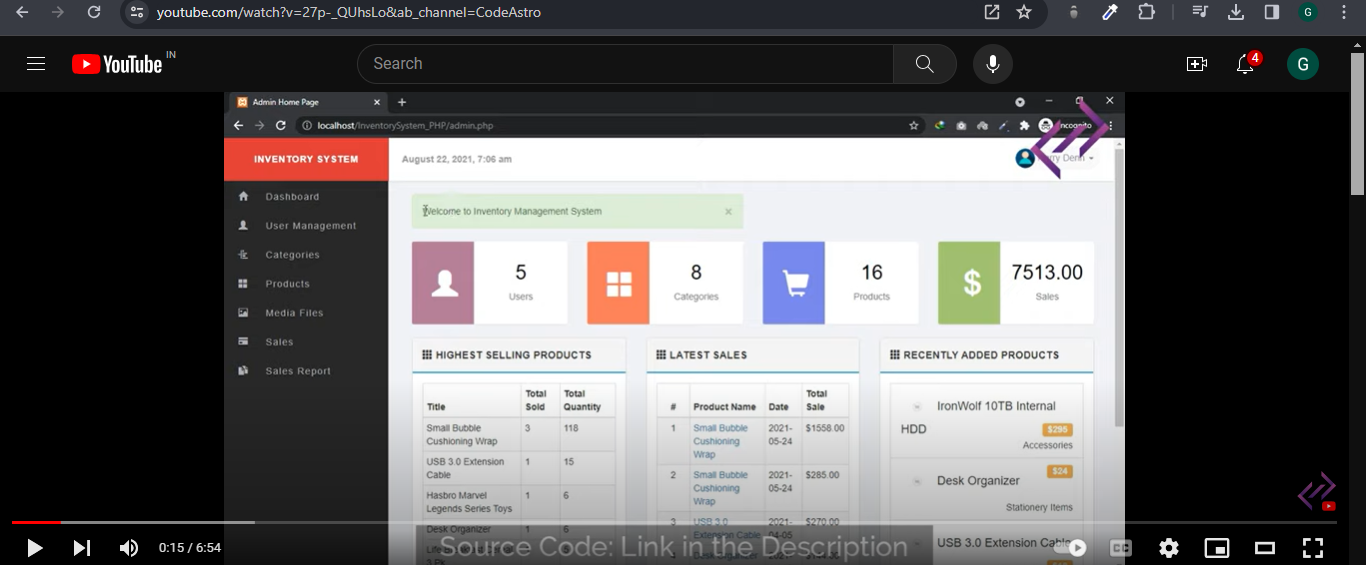 youtube.com/watch?v=27p-_QUhsLo&ab_channel=CodeAstro
G
YouTube IN
Search
4
G
Admin Home Page
localhost/InventorySystem_PHP/admin.php
Incognito
INVENTORY SYSTEM
August 22, 2021, 7:06 am
Dashboard
User Management
Categories
Products
Media Files
Sales
Sales Report
Welcome to Inventory Management System
5
Users
8
Categories
16
Products
$
7513.00
Sales
HIGHEST SELLING PRODUCTS
Title Total Sold Total Quantity
Small Bubble Cushioning Wrap 3 118
USB 3.0 Extension Cable 1 15
Hasbro Marvel Legends Series Toys 1 6
Desk Organizer 1 6
LATEST SALES
# Product Name Date Total Sale
1 Small Bubble Cushioning Wrap 2021-05-24 $1558.00
2 Small Bubble Cushioning Wrap 2021-05-24 $285.00
3 USB 3.0 Extension Cable 2021-04-05 $270.00
RECENTLY ADDED PRODUCTS
IronWolf 10TB Internal
HDD $295
Accessories
$24
Desk Organizer
Stationery Items
USB 3.0 Extension Cable
Source Code: Link in the Description
0:15 / 6:54
CC